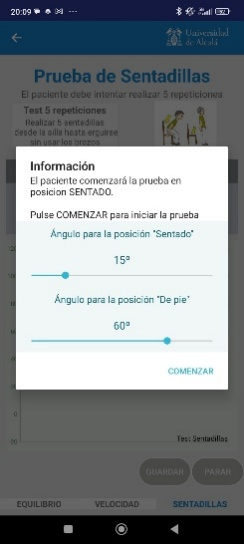 20:09
Universidad
de Alcalá
Prueba de Sentadillas
El paciente debe intentar realizar 5 repeticiones
Test 5 repeticiones
Realizar 5 sentadillas
desde la silla hasta erguirse
sin usar los brazos
Información
El paciente comenzará la prueba en
posicion SENTADO.
Pulse COMENZAR para iniciar la prueba
Ángulo para la posición "Sentado"
15º
Ángulo para la posición "De pie"
60º
COMENZAR
0
Test Sentadillas
GUARDAR PARAR
EQUILIBRIO VELOCIDAD SENTADILLAS